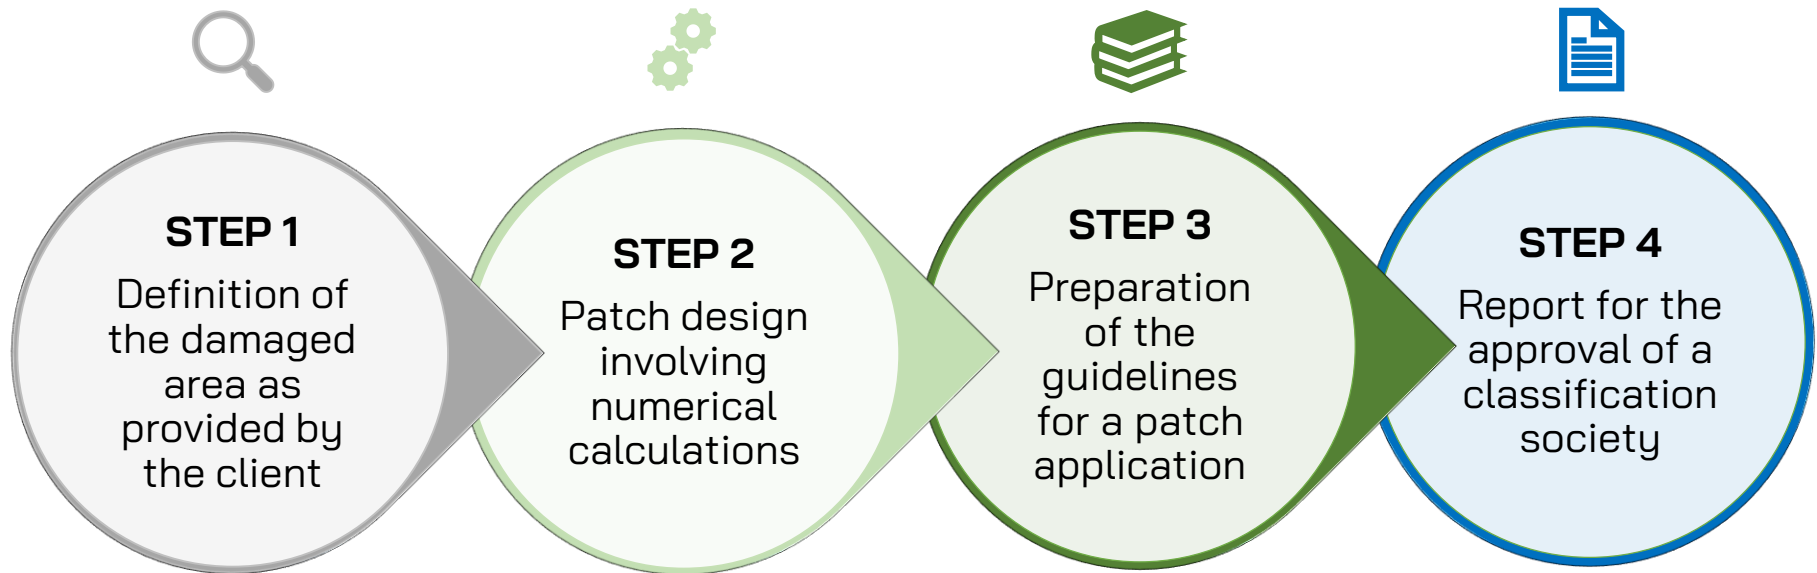 STEP 1
Definition of
the damaged
area as
provided by
the client
STEP 2
Patch design
involving
numerical
calculations
STEP 3
Preparation
of the
guidelines
for a patch
application
STEP 4
Report for the
approval of a
classification
society